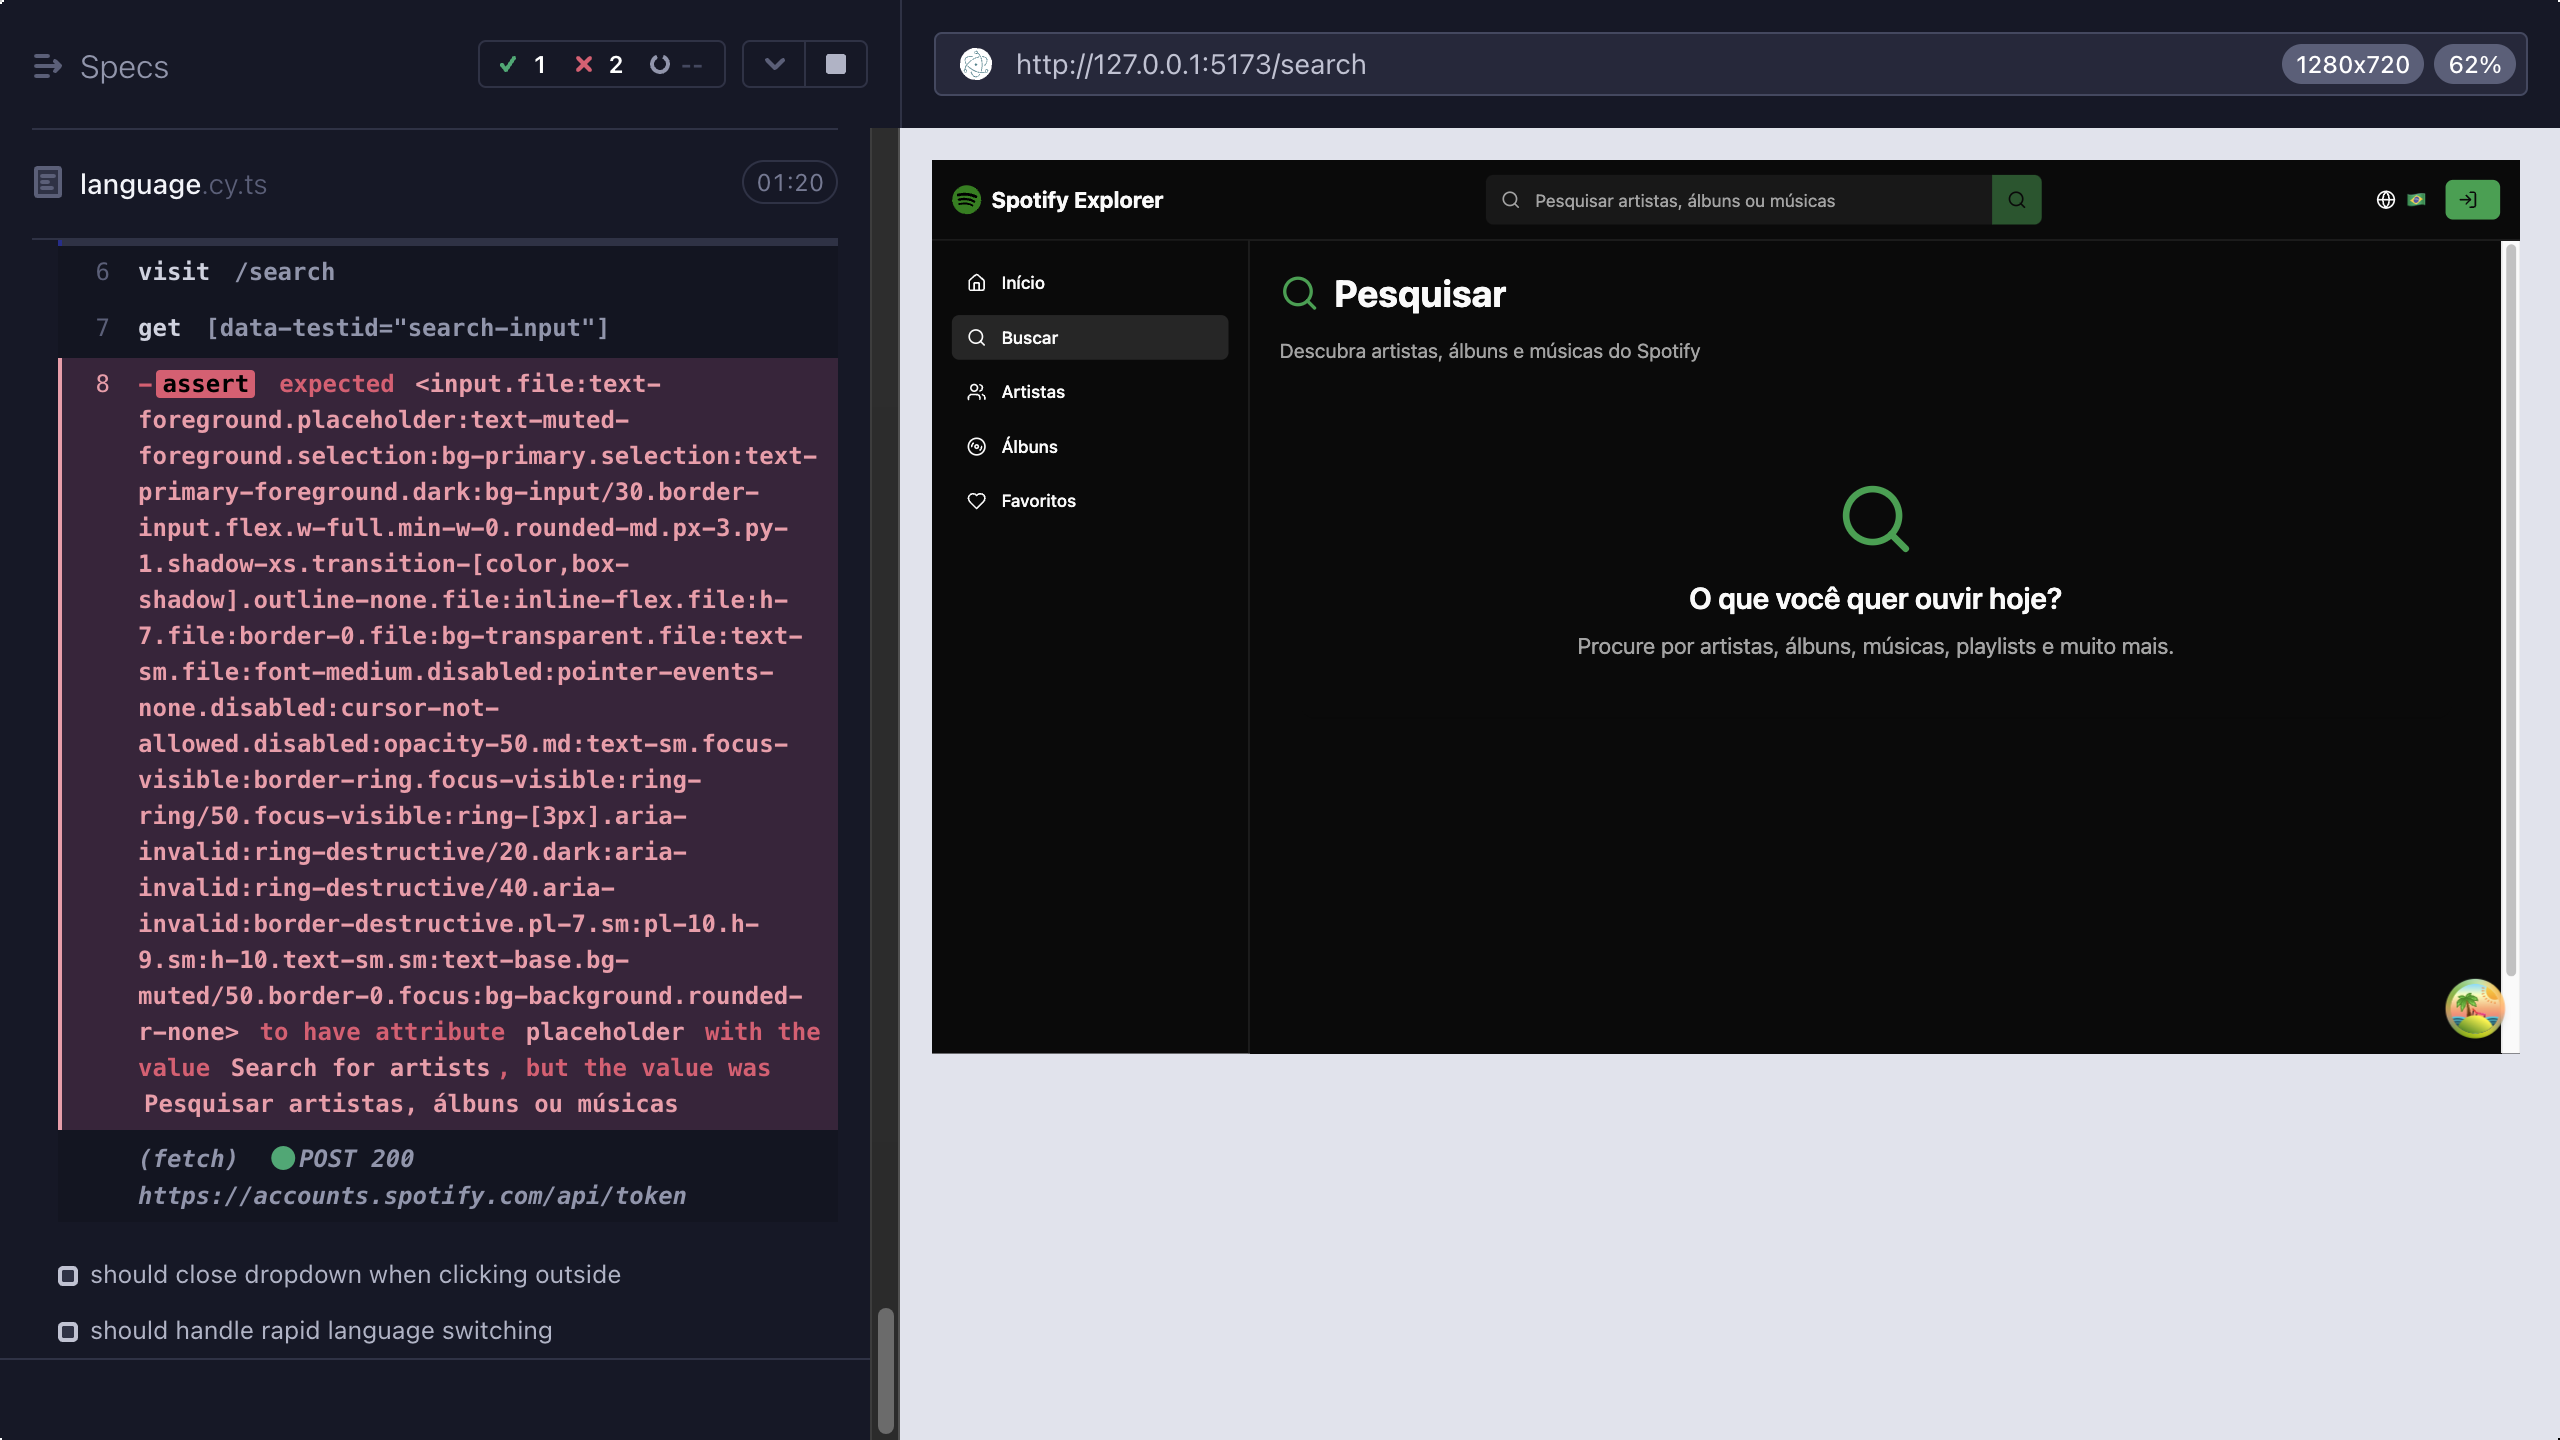 Specs
1 2 --
language.cy.ts
01:20
6 visit /search
7 get [data-testid="search-input"]
8 -assert expected <input.file:text-
foreground.placeholder:text-muted-
foreground.selection:bg-primary.selection:text-
primary-foreground.dark:bg-input/30.border-
input.flex.w-full.min-w-0.rounded-md.px-3.py-
1.shadow-xs.transition-[color,box-
shadow].outline-none.file:inline-flex.file:h-
7.file:border-0.file:bg-transparent.file:text-
sm.file:font-medium.disabled:pointer-events-
none.disabled:cursor-not-
allowed.disabled:opacity-50.md:text-sm.focus-
visible:border-ring.focus-visible:ring-
ring/50.focus-visible:ring-[3px].aria-
invalid:ring-destructive/20.dark:aria-
invalid:ring-destructive/40.aria-
invalid:border-destructive.pl-7.sm:pl-10.h-
9.sm:h-10.text-sm.sm:text-base.bg-
muted/50.border-0.focus:bg-background.rounded-
r-none> to have attribute placeholder with the
value Search for artists, but the value was
Pesquisar artistas, álbuns ou músicas
(fetch) POST 200
https://accounts.spotify.com/api/token
should close dropdown when clicking outside
should handle rapid language switching
http://127.0.0.1:5173/search
1280x720
62%
Spotify Explorer
Pesquisar artistas, álbuns ou músicas
Início
Buscar
Artistas
Álbuns
Favoritos
Pesquisar
Descubra artistas, álbuns e músicas do Spotify
O que você quer ouvir hoje?
Procure por artistas, álbuns, músicas, playlists e muito mais.